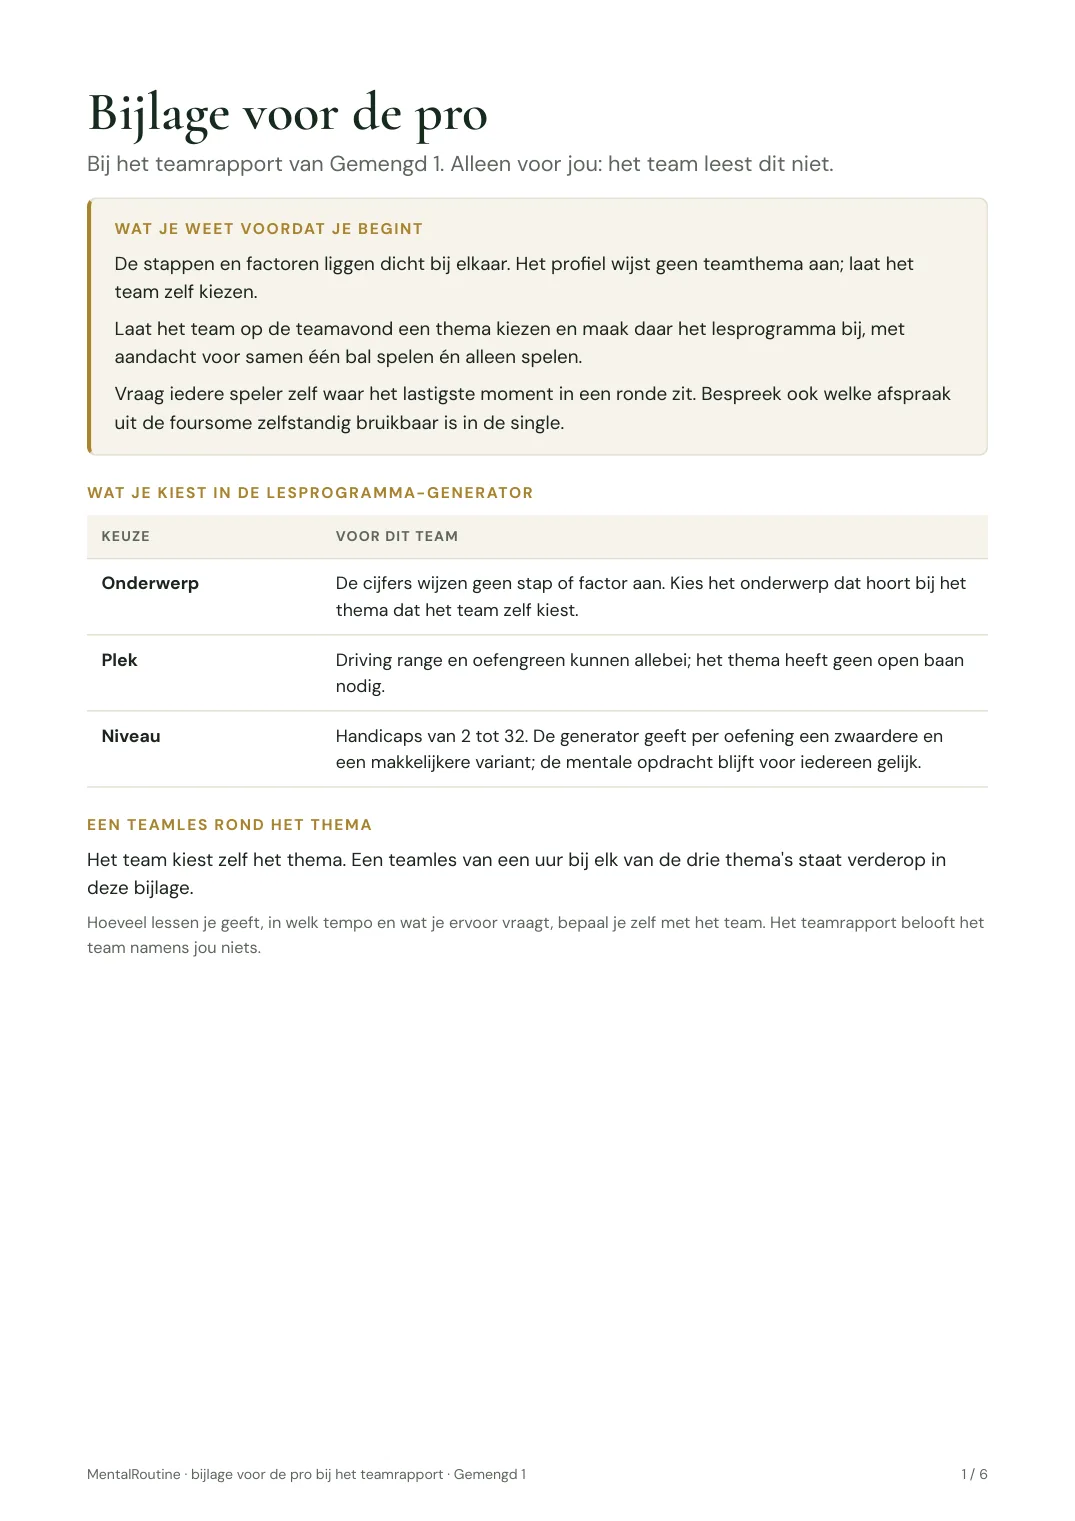 Bijlage voor de pro
Bij het teamrapport van Gemengd 1. Alleen voor jou: het team leest dit niet.
WAT JE WEET VOORDAT JE BEGINT
De stappen en factoren liggen dicht bij elkaar. Het profiel wijst geen teamthema aan; laat het
team zelf kiezen.
Laat het team op de teamavond een thema kiezen en maak daar het lesprogramma bij, met
aandacht voor samen één bal spelen én alleen spelen.
Vraag iedere speler zelf waar het lastigste moment in een ronde zit. Bespreek ook welke afspraak
uit de foursome zelfstandig bruikbaar is in de single.
WAT JE KIEST IN DE LESPROGRAMMA-GENERATOR
KEUZE VOOR DIT TEAM
Onderwerp De cijfers wijzen geen stap of factor aan. Kies het onderwerp dat hoort bij het
thema dat het team zelf kiest.
Plek Driving range en oefengreen kunnen allebei; het thema heeft geen open baan
nodig.
Niveau Handicaps van 2 tot 32. De generator geeft per oefening een zwaardere en
een makkelijkere variant; de mentale opdracht blijft voor iedereen gelijk.
EEN TEAMLES ROND HET THEMA
Het team kiest zelf het thema. Een teamles van een uur bij elk van de drie thema's staat verderop in
deze bijlage.
Hoeveel lessen je geeft, in welk tempo en wat je ervoor vraagt, bepaal je zelf met het team. Het teamrapport belooft het
team namens jou niets.
MentalRoutine · bijlage voor de pro bij het teamrapport · Gemengd 1 1 / 6